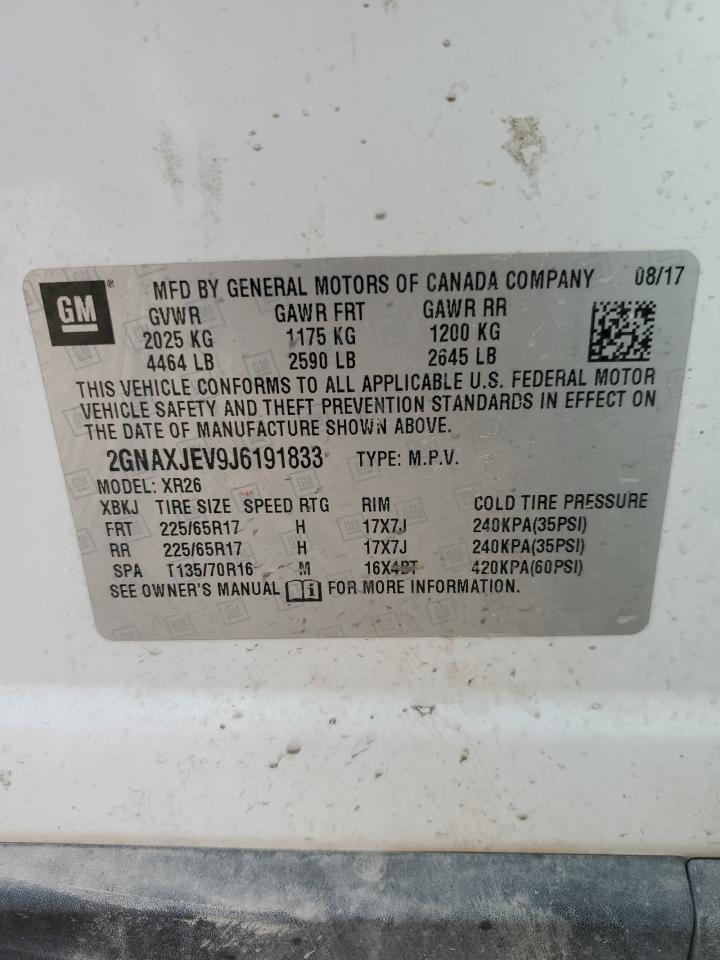 GM ® MFD BY GENERAL MOTORS OF CANADA COMPANY 08/17
GVWR GAWR FRT GAWR RR
2025 KG 1175 KG 1200 KG
4464 LB 2590 LB 2645 LB
THIS VEHICLE CONFORMS TO ALL APPLICABLE U.S. FEDERAL MOTOR
VEHICLE SAFETY AND THEFT PREVENTION STANDARDS IN EFFECT ON
THE DATE OF MANUFACTURE SHOWN ABOVE.
2GNAXJEV9J6191833 TYPE: M.P.V.
MODEL: XR26
XBKJ TIRE SIZE SPEED RTG RIM COLD TIRE PRESSURE
FRT 225/65R17 H 17X7J 240KPA(35PSI)
RR 225/65R17 H 17X7J 240KPA(35PSI)
SPA T135/70R16 M 16X4BT 420KPA(60PSI)
SEE OWNER'S MANUAL FOR MORE INFORMATION.